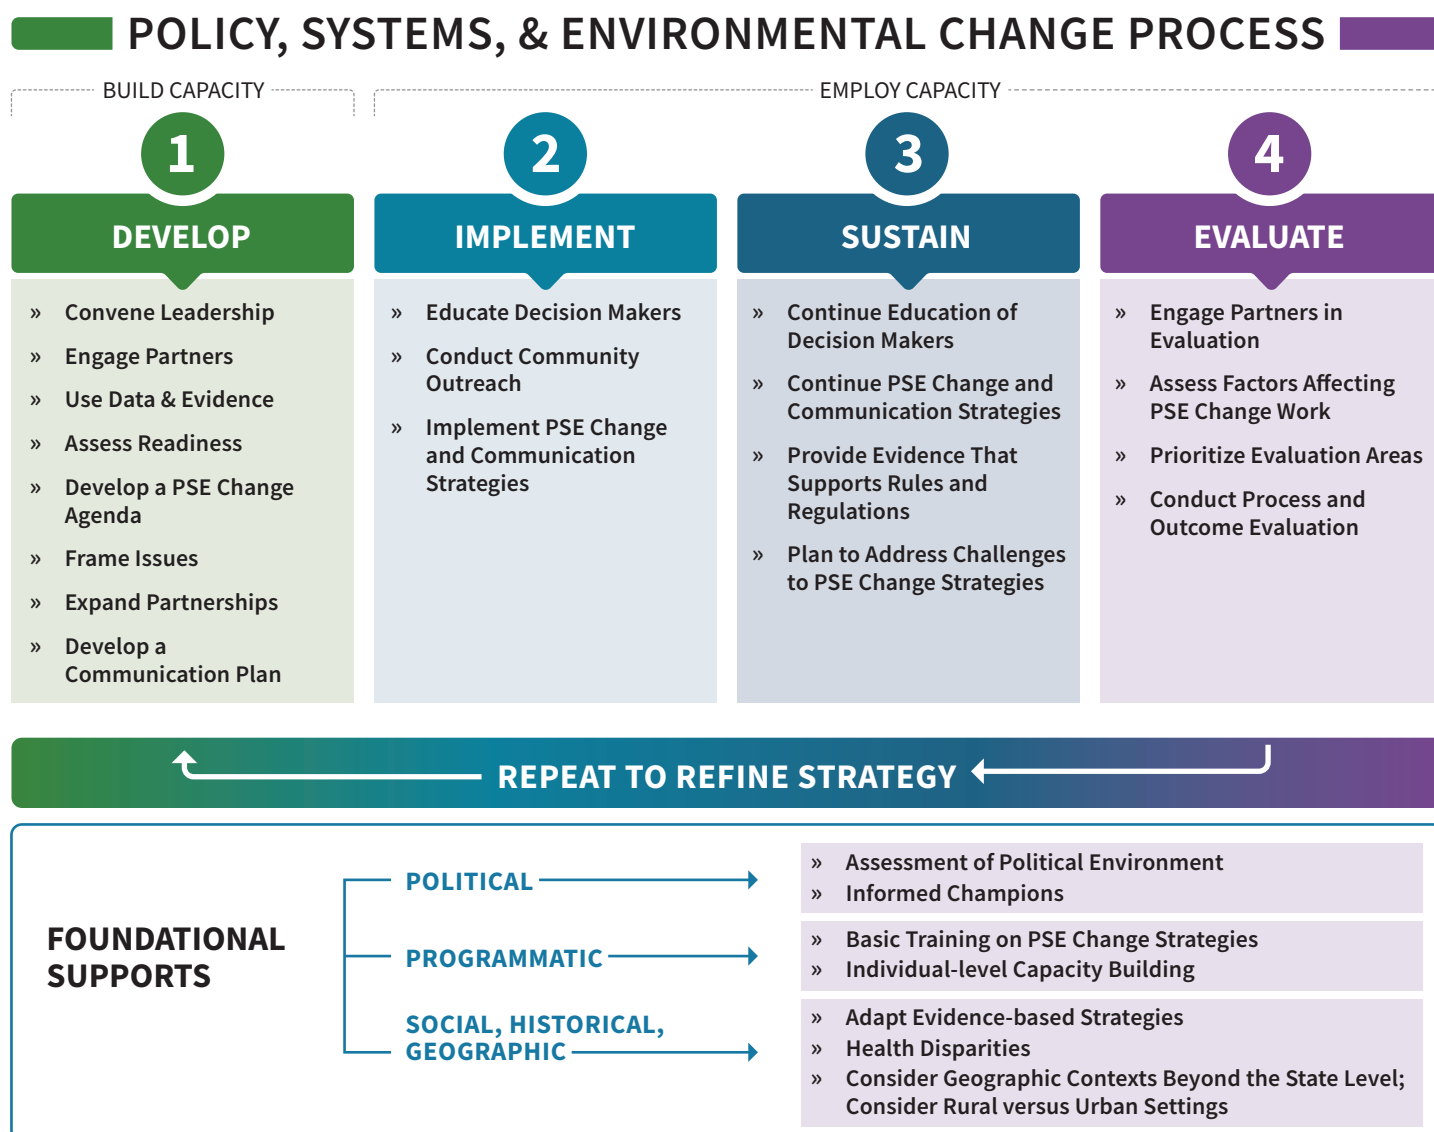 POLICY, SYSTEMS, & ENVIRONMENTAL CHANGE PROCESS
BUILD CAPACITY
EMPLOY CAPACITY
1
DEVELOP
» Convene Leadership
» Engage Partners
» Use Data & Evidence
» Assess Readiness
» Develop a PSE Change
Agenda
» Frame Issues
» Expand Partnerships
» Develop a
Communication Plan
2
IMPLEMENT
» Educate Decision Makers
» Conduct Community
Outreach
» Implement PSE Change
and Communication
Strategies
3
SUSTAIN
» Continue Education of
Decision Makers
» Continue PSE Change and
Communication Strategies
» Provide Evidence That
Supports Rules and
Regulations
» Plan to Address Challenges
to PSE Change Strategies
4
EVALUATE
» Engage Partners in
Evaluation
» Assess Factors Affecting
PSE Change Work
» Prioritize Evaluation Areas
» Conduct Process and
Outcome Evaluation
REPEAT TO REFINE STRATEGY
FOUNDATIONAL
SUPPORTS
POLITICAL
» Assessment of Political Environment
» Informed Champions
PROGRAMMATIC
» Basic Training on PSE Change Strategies
» Individual-level Capacity Building
SOCIAL, HISTORICAL,
GEOGRAPHIC
» Adapt Evidence-based Strategies
» Health Disparities
» Consider Geographic Contexts Beyond the State Level;
Consider Rural versus Urban Settings